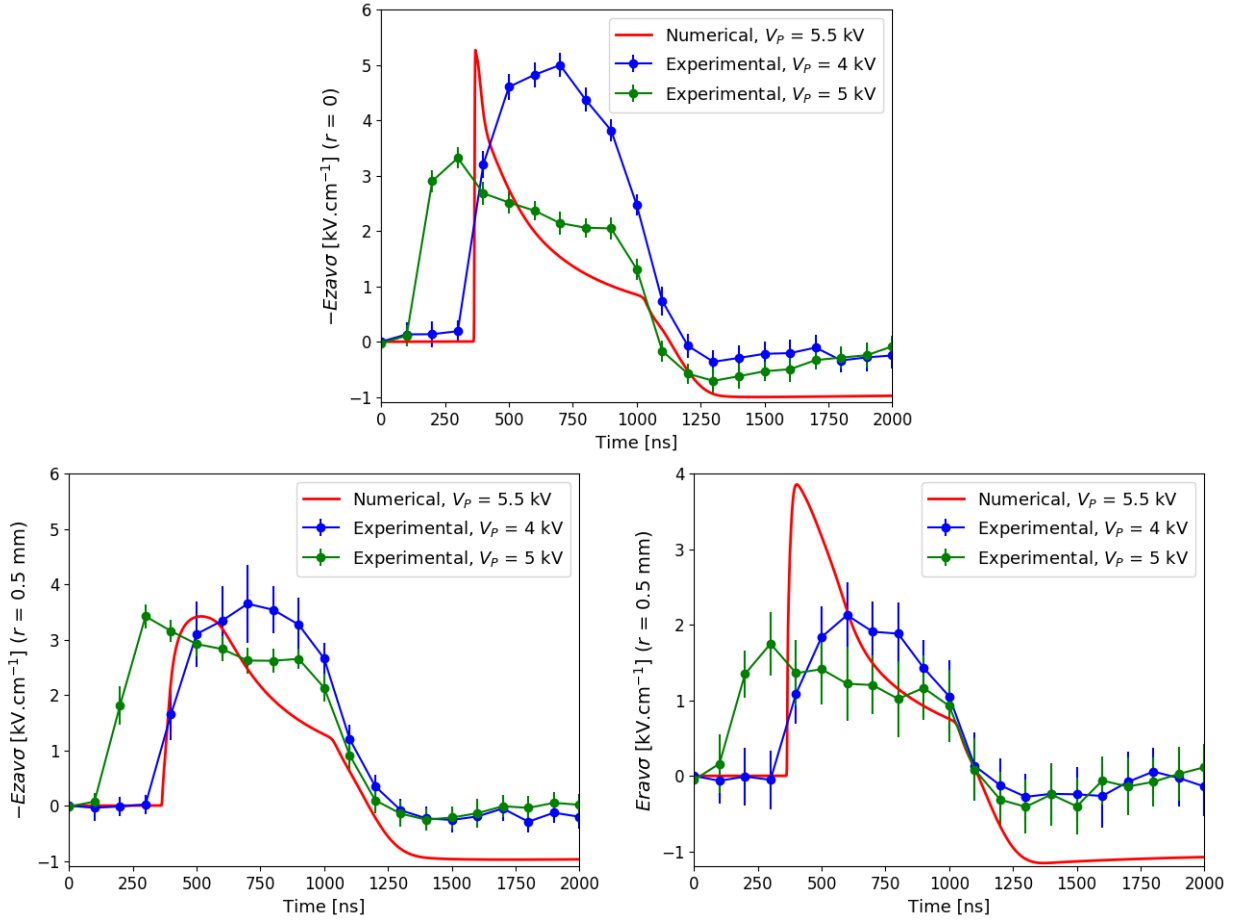 −Ezavσ [kV.cm⁻¹] (r = 0)
6
5
4
3
2
1
0
−1
Numerical, V_P = 5.5 kV
Experimental, V_P = 4 kV
Experimental, V_P = 5 kV
0 250 500 750 1000 1250 1500 1750 2000
Time [ns]
−Ezavσ [kV.cm⁻¹] (r = 0.5 mm)
6
5
4
3
2
1
0
−1
Numerical, V_P = 5.5 kV
Experimental, V_P = 4 kV
Experimental, V_P = 5 kV
0 250 500 750 1000 1250 1500 1750 2000
Time [ns]
Eravσ [kV.cm⁻¹] (r = 0.5 mm)
4
3
2
1
0
−1
Numerical, V_P = 5.5 kV
Experimental, V_P = 4 kV
Experimental, V_P = 5 kV
0 250 500 750 1000 1250 1500 1750 2000
Time [ns]